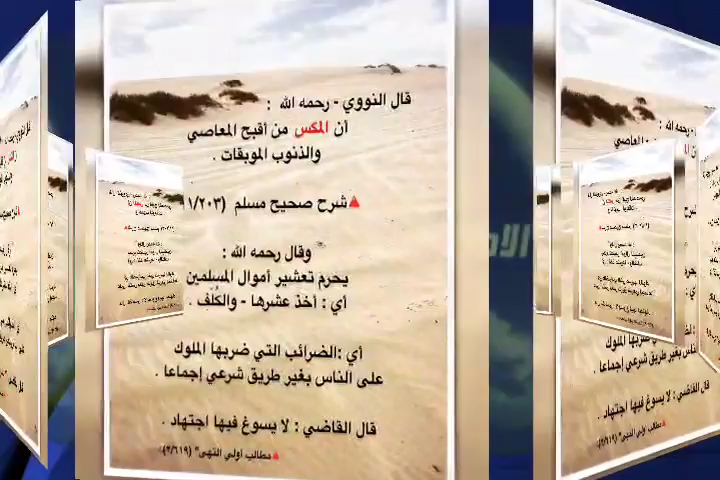 قال النووي - رحمه الله :
أن المكس من أقبح المعاصي
والذنوب الموبقات .
شرح صحيح مسلم (١١/٢٠٣
وقال رحمه الله :
يحرم تعشير أموال المسلمين
أي : أخذ عشرها - والكُلَف .
أي :الضرائب التي ضربها الملوك
على الناس بغير طريق شرعي إجماعا .
قال القاضي : لا يسوغ فيها اجتهاد .
"مطالب أولي النهى" (٢/٦١٩).